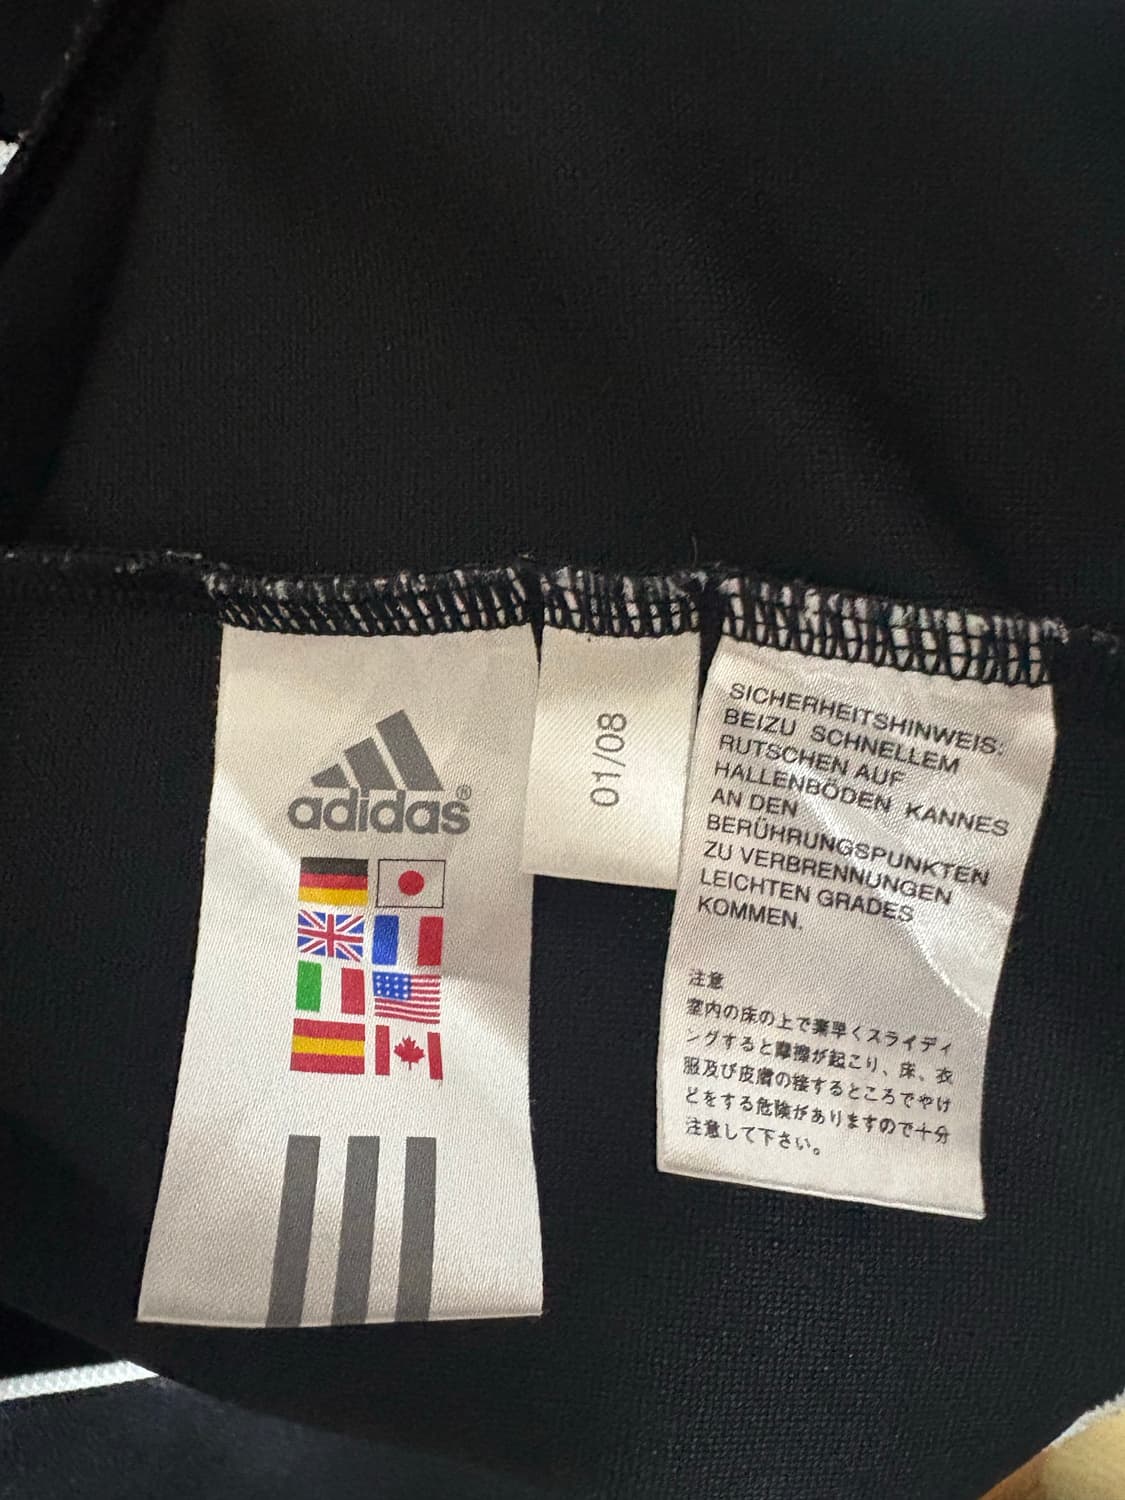 adidas®
01/08
SICHERHEITSHINWEIS:
BEIZU SCHNELLEM
RUTSCHEN AUF
HALLENBÖDEN KANNES
AN DEN
BERÜHRUNGSPUNKTEN
ZU VERBRENNUNGEN
LEICHTEN GRADES
KOMMEN.
注意
室内の床の上で素早くスライディ
ングすると摩擦が起こり、床、衣
服及び皮膚の接するところでやけ
どをする危険がありますので十分
注意して下さい。